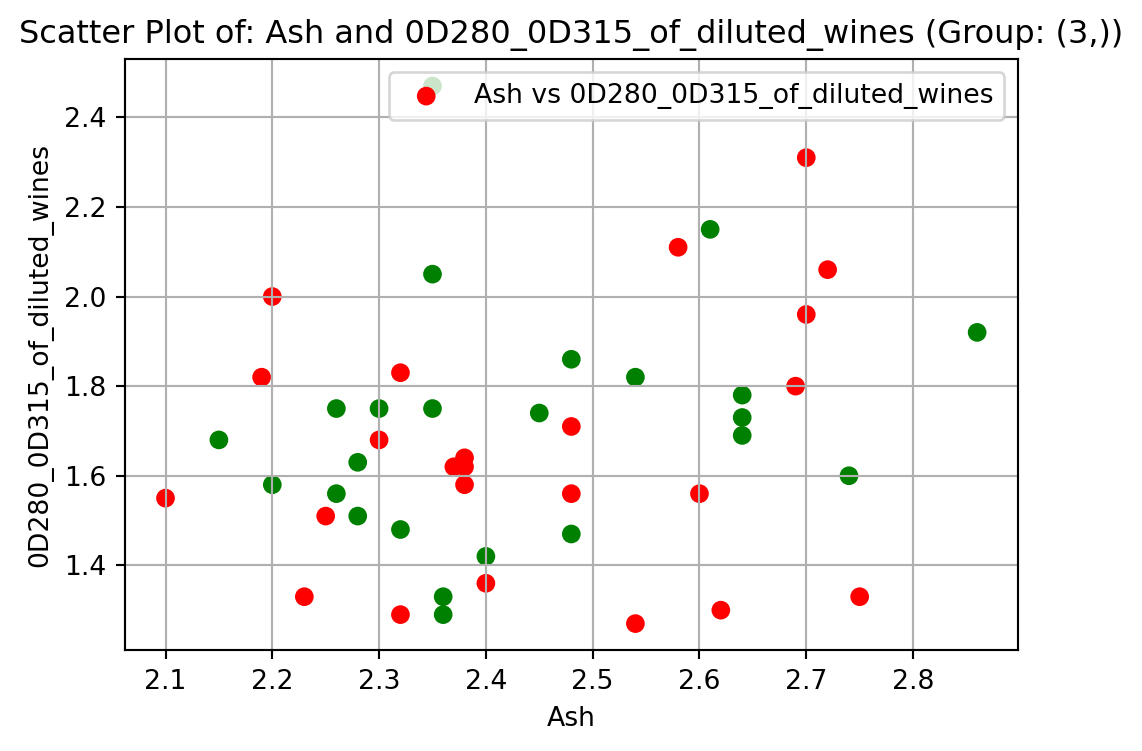 Scatter Plot of: Ash and 0D280_0D315_of_diluted_wines (Group: (3,))
Ash vs 0D280_0D315_of_diluted_wines
0D280_0D315_of_diluted_wines
2.4
2.2
2.0
1.8
1.6
1.4
2.1 2.2 2.3 2.4 2.5 2.6 2.7 2.8
Ash